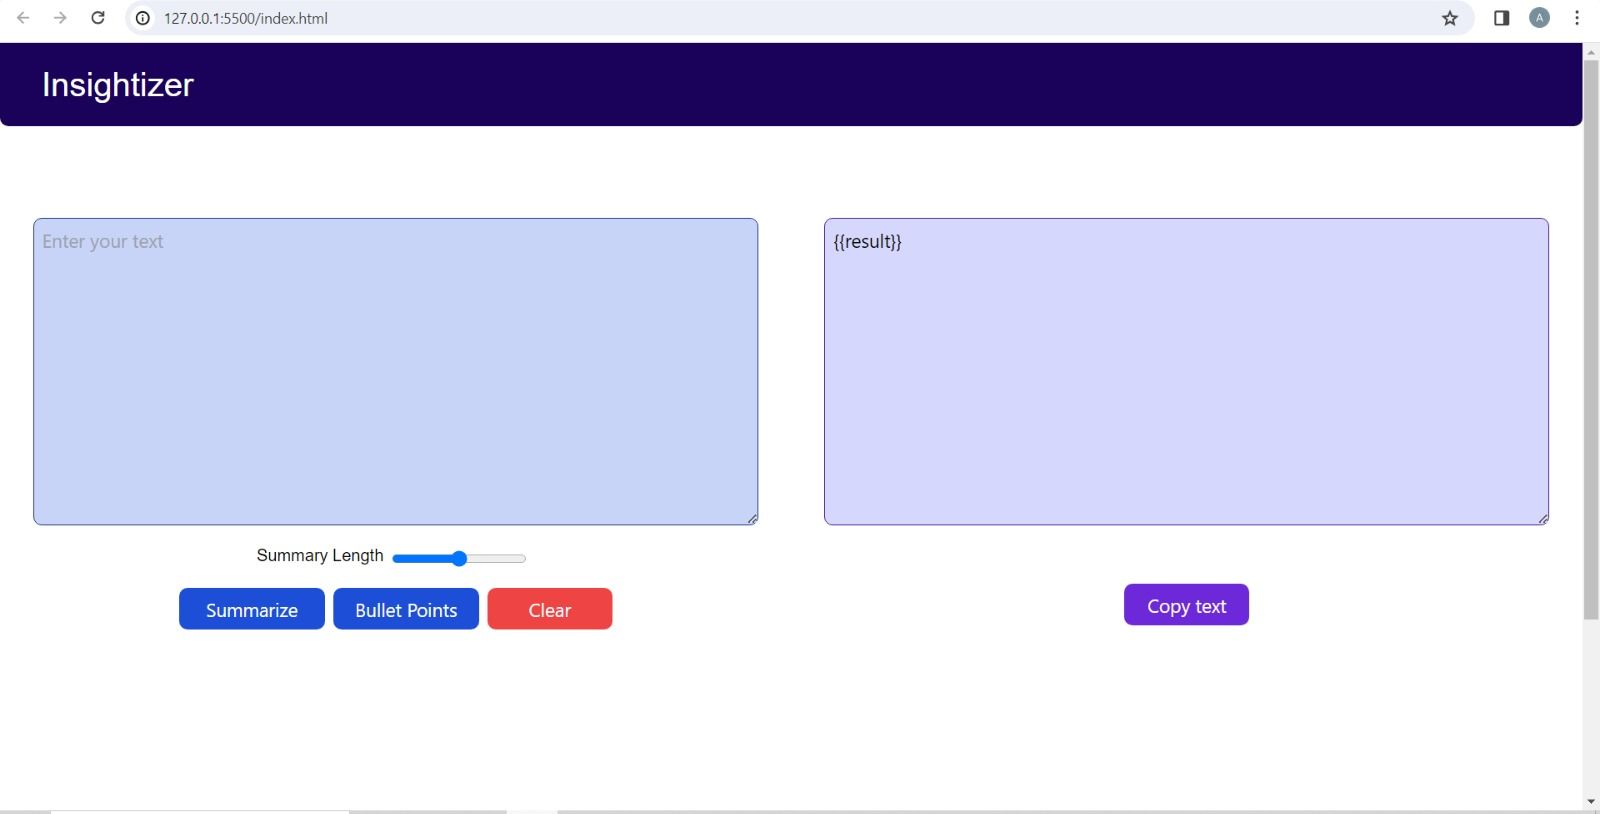 127.0.0.1:5500/index.html
A
Insightizer
Enter your text
{{result}}
Summary Length
Summarize
Bullet Points
Clear
Copy text